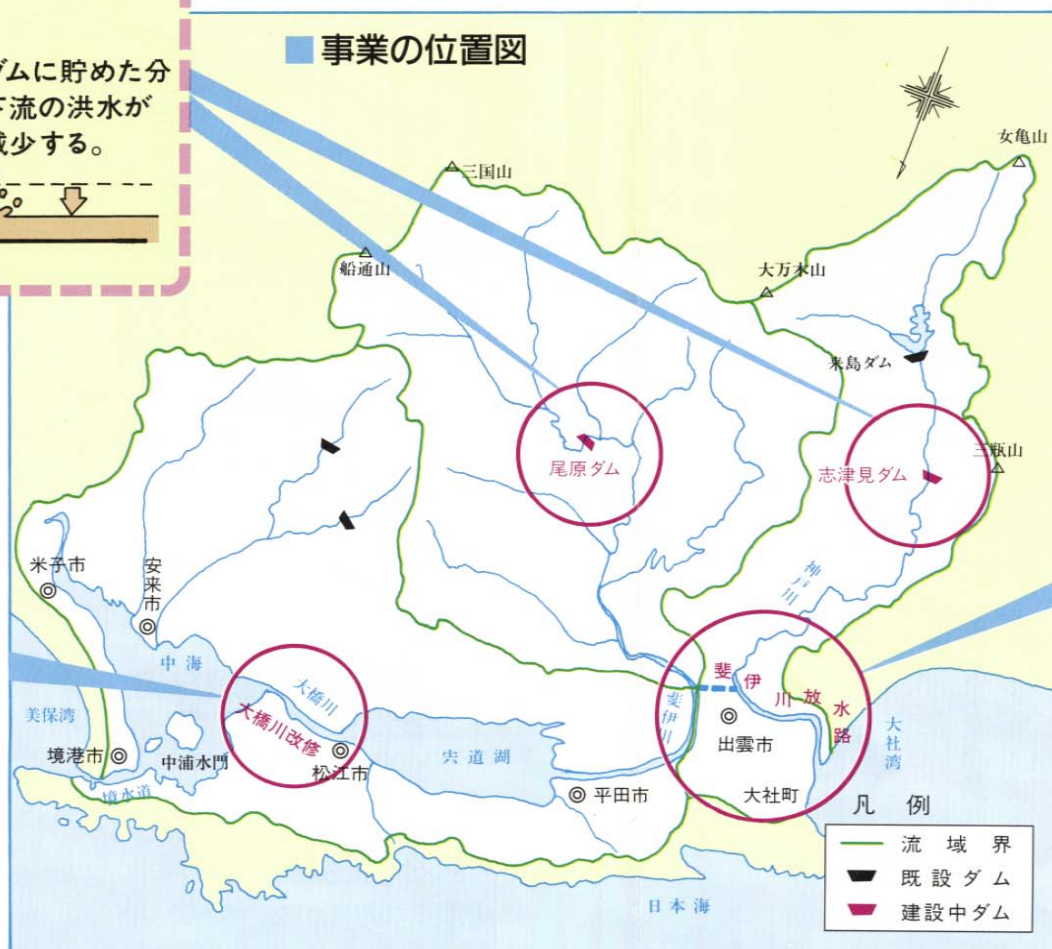 ダムに貯めた分
下流の洪水が
減少する。
■事業の位置図
女亀山
三国山
船通山
大万木山
来島ダム
三瓶山
尾原ダム
志津見ダム
神戸川
米子市
安来市
中海
大橋川
大橋川改修
斐伊川放水路
斐伊川
美保湾
境港市
中浦水門
松江市
宍道湖
出雲市
大社湾
境水道
平田市
大社町
日本海
凡例
流域界
既設ダム
建設中ダム